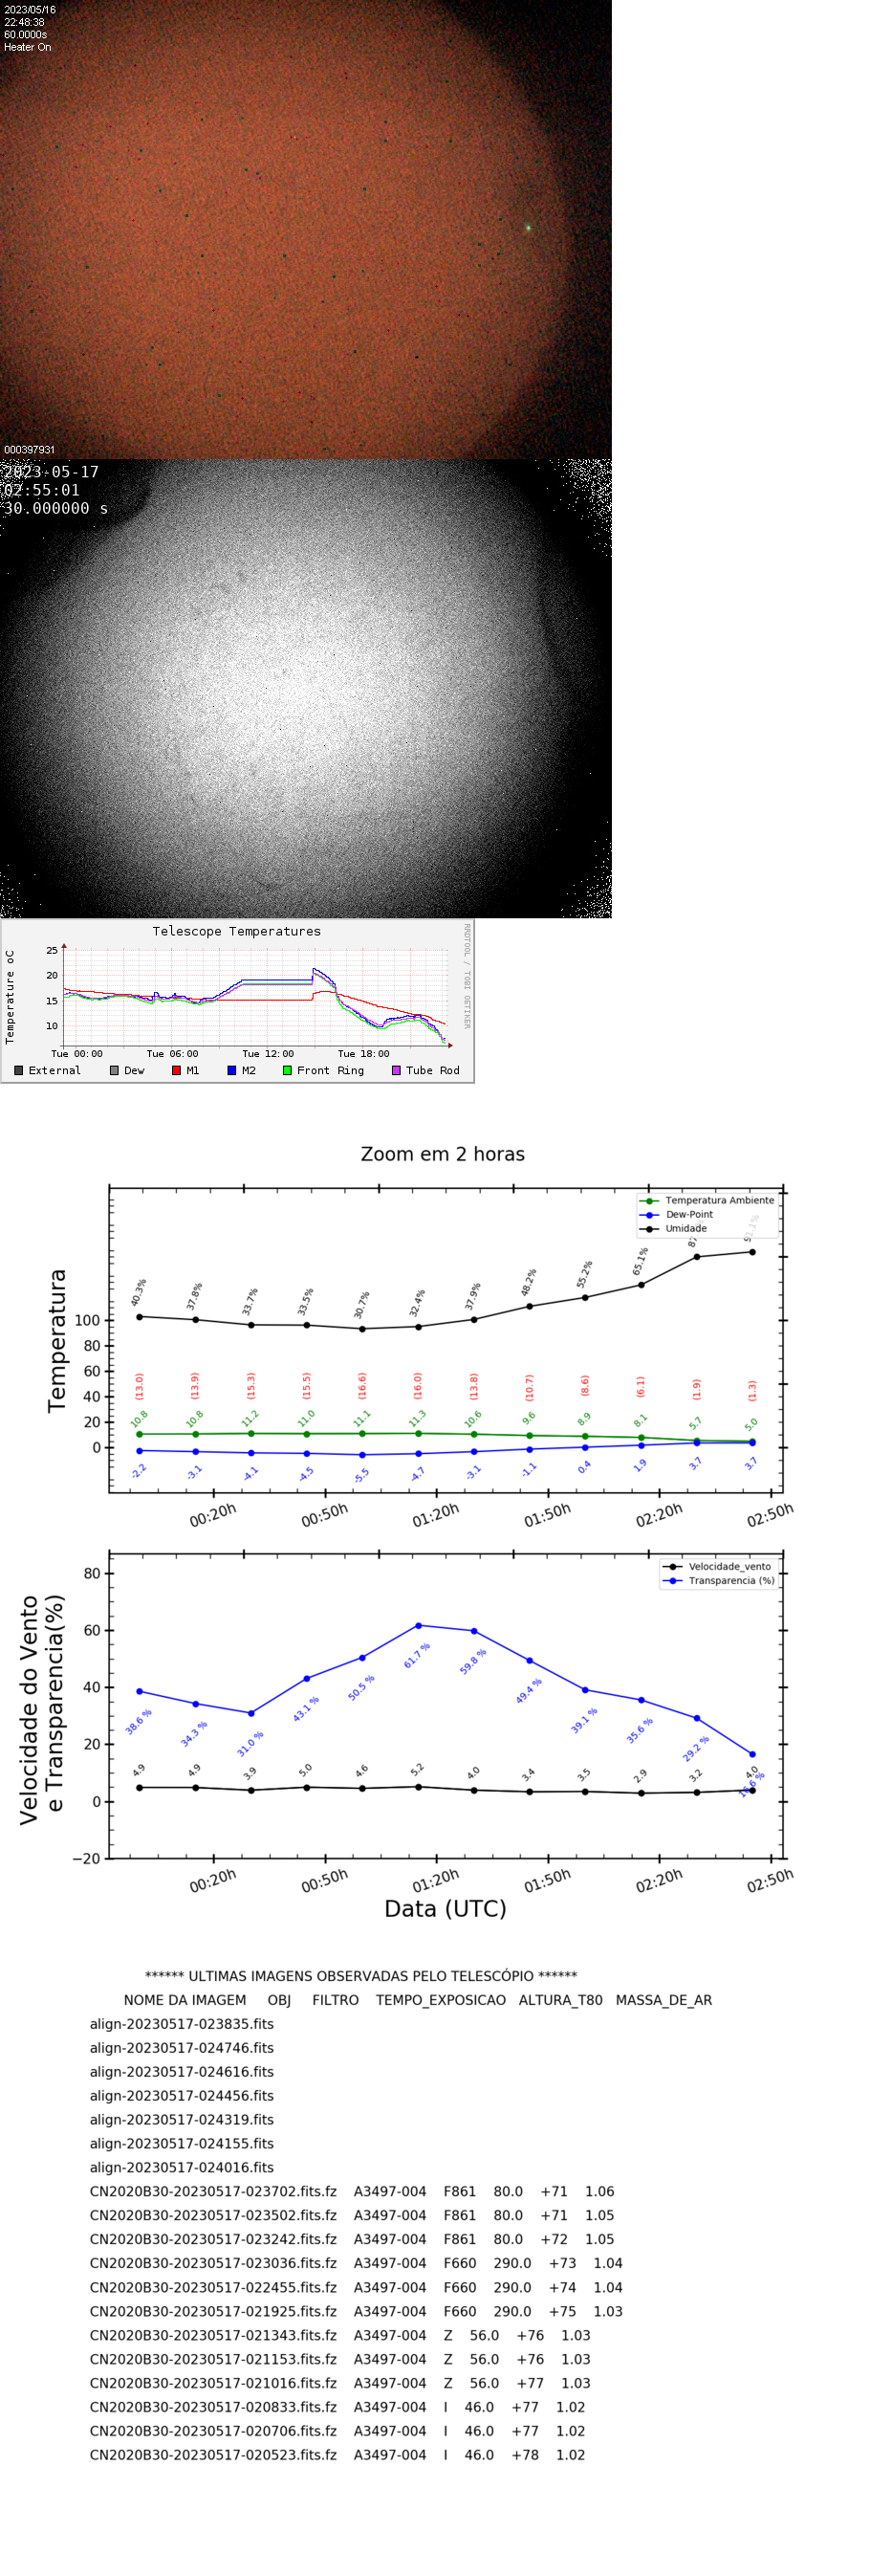 2023/05/16
22:48:38
60.0000s
Heater On
000397931
2023-05-17
02:55:01
30.000000 s
Telescope Temperatures
RRDTOOL / TOBI OETIKER
Temperature oC
25
20
15
10
Tue 00:00 Tue 06:00 Tue 12:00 Tue 18:00
External Dew M1 M2 Front Ring Tube Rod
Zoom em 2 horas
Temperatura Ambiente
Dew-Point
Umidade
Temperatura
40.3% 37.8% 33.7% 33.5% 30.7% 32.4% 37.9% 48.2% 55.2% 65.1%
100
80
60
40
20
0
(13.0) (13.9) (15.3) (15.5) (16.6) (16.0) (13.8) (10.7) (8.6) (6.1) (1.9) (1.3)
10.8 10.8 11.2 11.0 11.1 11.3 10.6 9.6 8.9 8.1 5.7 5.0
-2.2 -3.1 -4.1 -4.5 -5.5 -4.7 -3.1 -1.1 0.4 1.9 3.7 3.7
00:20h 00:50h 01:20h 01:50h 02:20h 02:50h
Velocidade_vento
Transparencia (%)
Velocidade do Vento
e Transparencia(%)
80
60
40
20
0
−20
38.6 % 34.3 % 31.0 % 43.1 % 50.5 % 61.7 % 59.8 % 49.4 % 39.1 % 35.6 % 29.2 %
4.9 4.9 3.9 5.0 4.6 5.2 4.0 3.4 3.5 2.9 3.2 4.0
00:20h 00:50h 01:20h 01:50h 02:20h 02:50h
Data (UTC)
****** ULTIMAS IMAGENS OBSERVADAS PELO TELESCÓPIO ******
NOME DA IMAGEM OBJ FILTRO TEMPO_EXPOSICAO ALTURA_T80 MASSA_DE_AR
align-20230517-023835.fits
align-20230517-024746.fits
align-20230517-024616.fits
align-20230517-024456.fits
align-20230517-024319.fits
align-20230517-024155.fits
align-20230517-024016.fits
CN2020B30-20230517-023702.fits.fz A3497-004 F861 80.0 +71 1.06
CN2020B30-20230517-023502.fits.fz A3497-004 F861 80.0 +71 1.05
CN2020B30-20230517-023242.fits.fz A3497-004 F861 80.0 +72 1.05
CN2020B30-20230517-023036.fits.fz A3497-004 F660 290.0 +73 1.04
CN2020B30-20230517-022455.fits.fz A3497-004 F660 290.0 +74 1.04
CN2020B30-20230517-021925.fits.fz A3497-004 F660 290.0 +75 1.03
CN2020B30-20230517-021343.fits.fz A3497-004 Z 56.0 +76 1.03
CN2020B30-20230517-021153.fits.fz A3497-004 Z 56.0 +76 1.03
CN2020B30-20230517-021016.fits.fz A3497-004 Z 56.0 +77 1.03
CN2020B30-20230517-020833.fits.fz A3497-004 I 46.0 +77 1.02
CN2020B30-20230517-020706.fits.fz A3497-004 I 46.0 +77 1.02
CN2020B30-20230517-020523.fits.fz A3497-004 I 46.0 +78 1.02